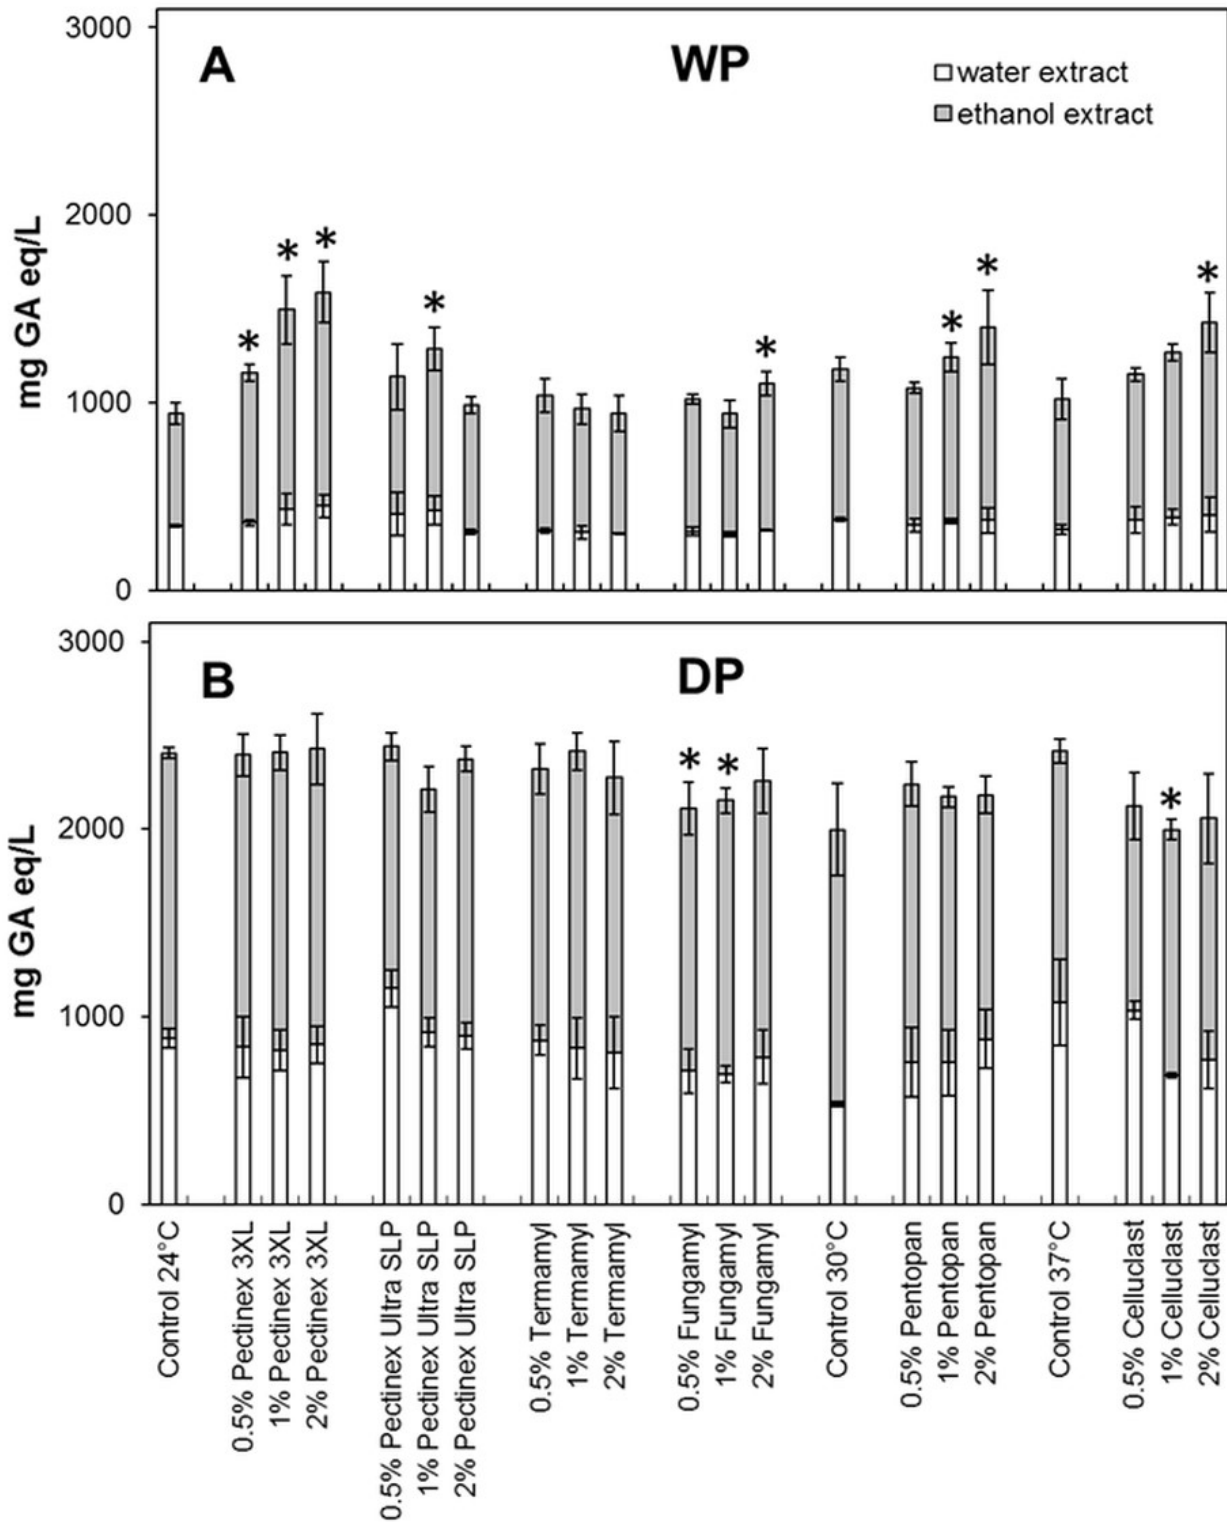 3000
A
WP
water extract
ethanol extract
2000
mg GA eq/L
* * * * * * * *
1000
0
3000
B
DP
2000
mg GA eq/L
* * *
1000
0
Control 24°C
0.5% Pectinex 3XL
1% Pectinex 3XL
2% Pectinex 3XL
0.5% Pectinex Ultra SLP
1% Pectinex Ultra SLP
2% Pectinex Ultra SLP
0.5% Termamyl
1% Termamyl
2% Termamyl
0.5% Fungamyl
1% Fungamyl
2% Fungamyl
Control 30°C
0.5% Pentopan
1% Pentopan
2% Pentopan
Control 37°C
0.5% Celluclast
1% Celluclast
2% Celluclast